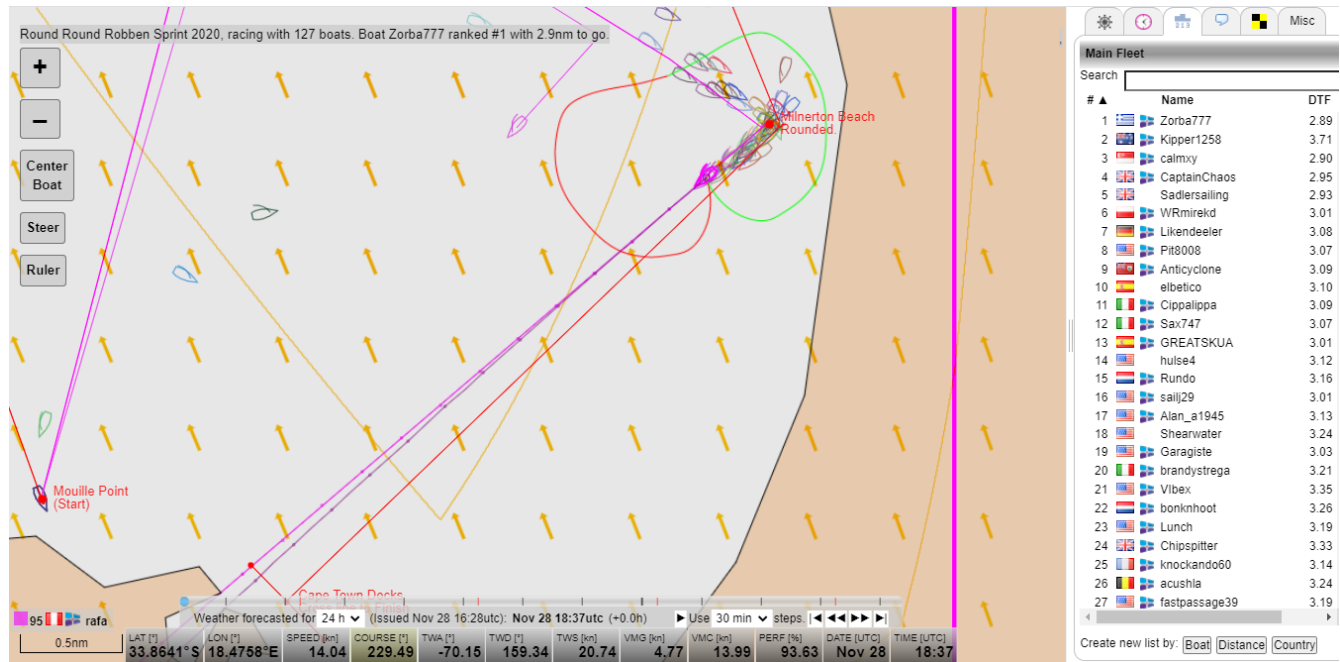 Round Round Robben Sprint 2020, racing with 127 boats. Boat Zorba777 ranked #1 with 2.9nm to go.
+
−
Center
Boat
Steer
Ruler
Milnerton Beach
Rounded.
Mouille Point
(Start)
Cape Town Docks
95 rafa
0.5nm
Weather forecasted for 24 h (Issued Nov 28 16:28utc): Nov 28 18:37utc (+0.0h)
Use 30 min steps.
LAT [°] LON [°] SPEED [kn] COURSE [°] TWA [°] TWD [°] TWS [kn] VMG [kn] VMC [kn] PERF [%] DATE [UTC] TIME [UTC]
33.8641°S 18.4758°E 14.04 229.49 -70.15 159.34 20.74 4.77 13.99 93.63 Nov 28 18:37
Misc
Main Fleet
Search
# ▲ Name DTF
1 Zorba777 2.89
2 Kipper1258 3.71
3 calmxy 2.90
4 CaptainChaos 2.95
5 Sadlersailing 2.93
6 WRmirekd 3.01
7 Likendeeler 3.08
8 Pit8008 3.07
9 Anticyclone 3.09
10 elbetico 3.10
11 Cippalippa 3.09
12 Sax747 3.07
13 GREATSKUA 3.01
14 hulse4 3.12
15 Rundo 3.16
16 sailj29 3.01
17 Alan_a1945 3.13
18 Shearwater 3.24
19 Garagiste 3.03
20 brandystrega 3.21
21 Vlbex 3.35
22 bonknhoot 3.26
23 Lunch 3.19
24 Chipspitter 3.33
25 knockando60 3.14
26 acushla 3.24
27 fastpassage39 3.19
Create new list by: Boat Distance Country